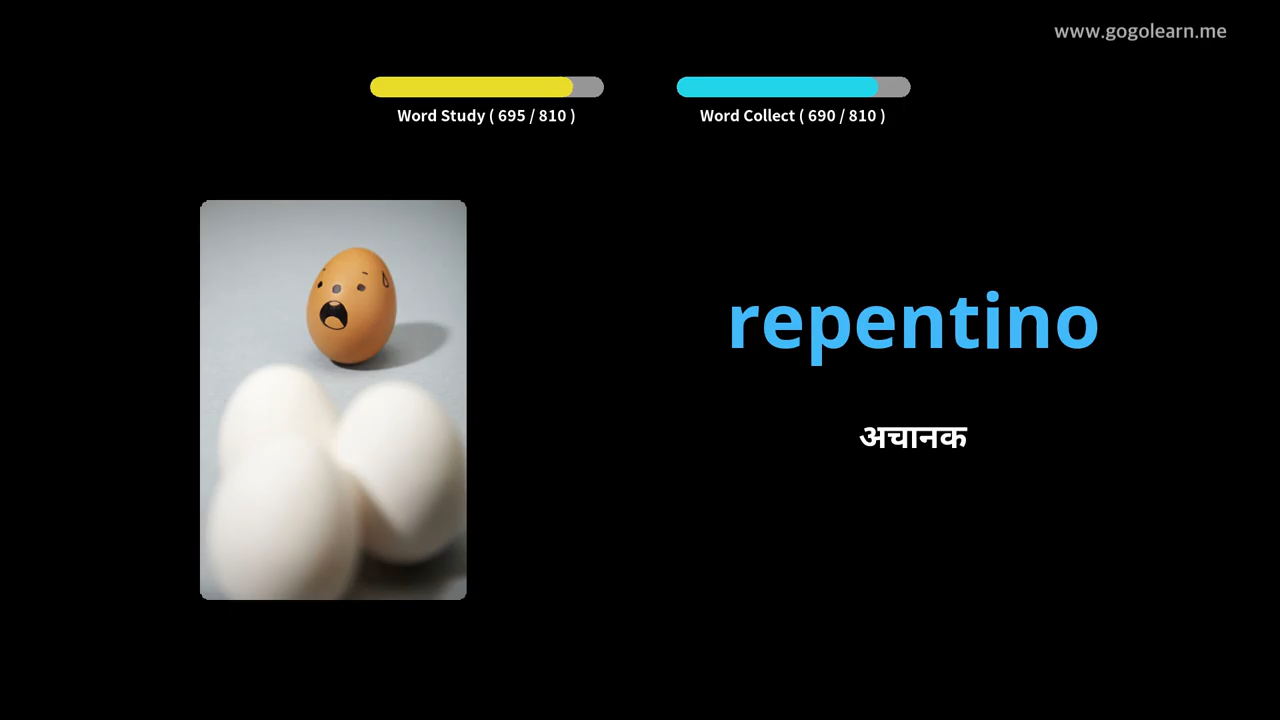 www.gogolearn.me
Word Study ( 695 / 810 )
Word Collect ( 690 / 810 )
repentino
अचानक